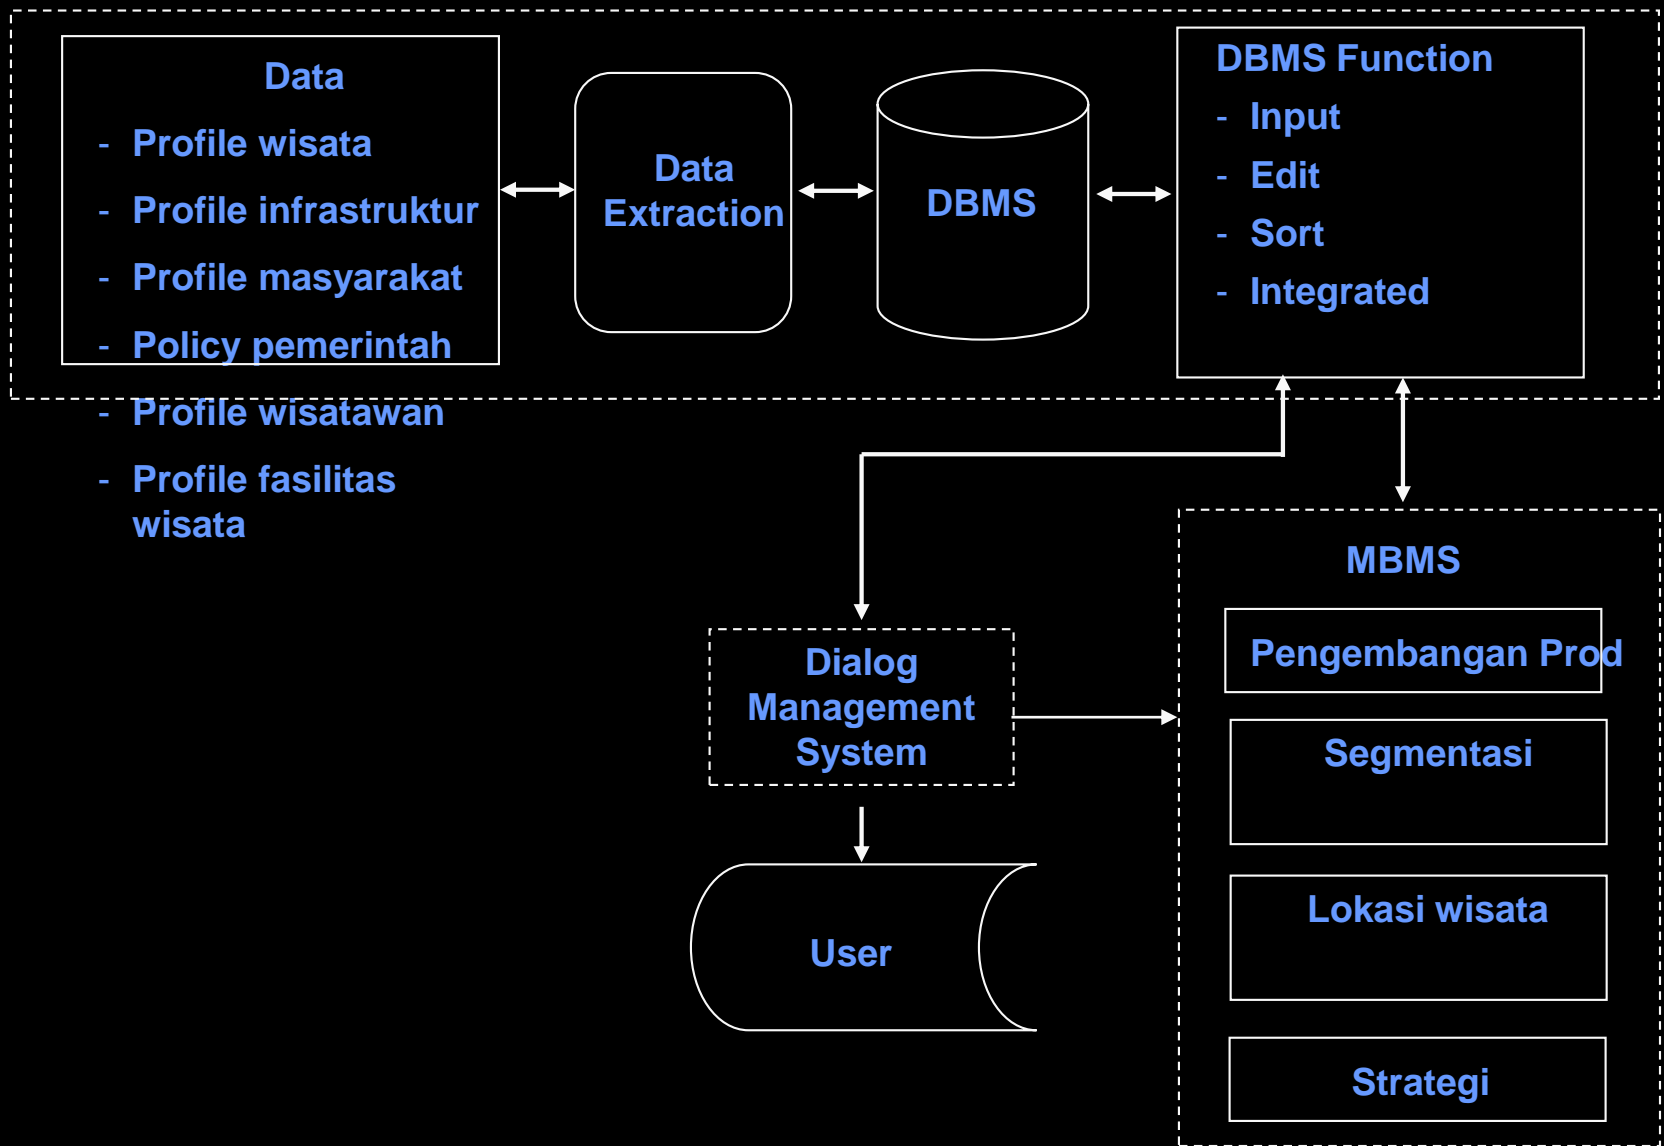 Data
- Profile wisata
- Profile infrastruktur
- Profile masyarakat
- Policy pemerintah
- Profile wisatawan
- Profile fasilitas
wisata
Data
Extraction
DBMS
DBMS Function
- Input
- Edit
- Sort
- Integrated
Dialog
Management
System
User
MBMS
Pengembangan Prod
Segmentasi
Lokasi wisata
Strategi